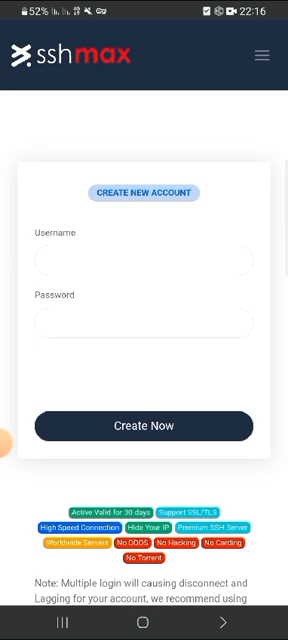 52% 22:16
sshmax
CREATE NEW ACCOUNT
Username
Password
Create Now
Active Valid for 30 days Support SSL/TLS
High Speed Connection Hide Your IP Premium SSH Server
Worldwide Servers No DDOS No Hacking No Carding
No Torrent
Note: Multiple login will causing disconnect and
Lagging for your account, we recommend using